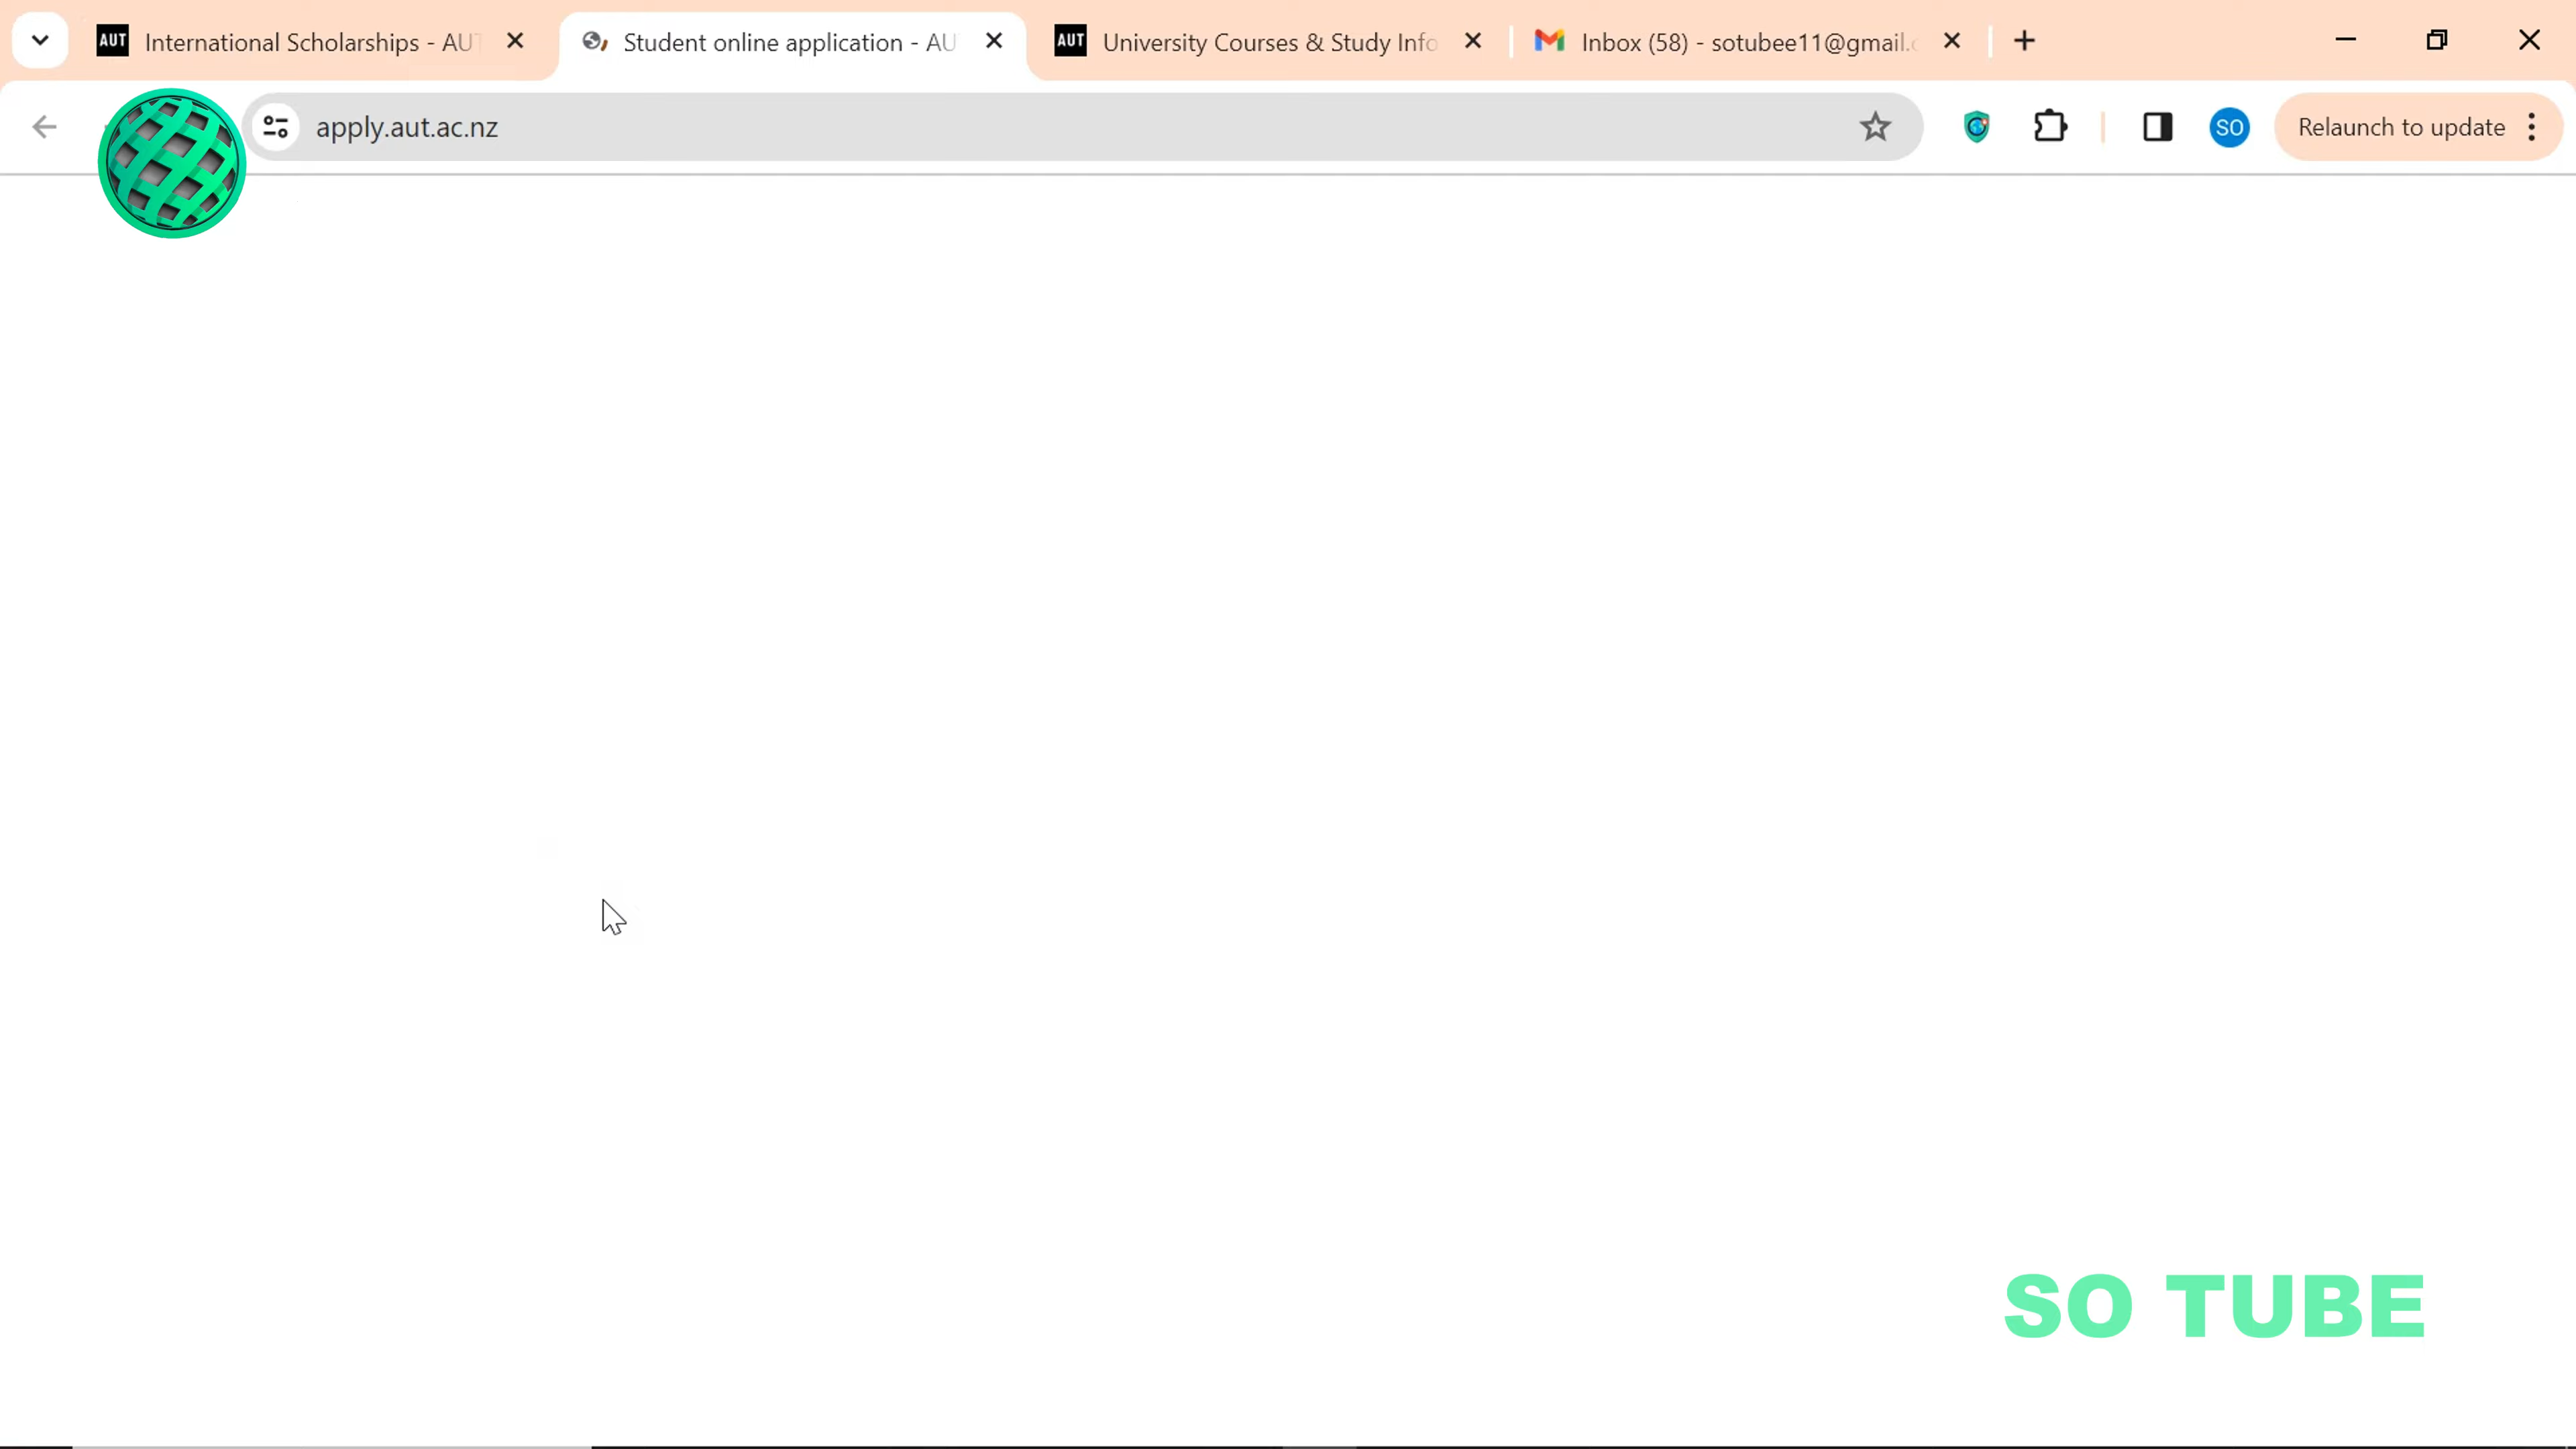 AUT International Scholarships - AUT
Student online application - AU
AUT University Courses & Study Info
Inbox (58) - sotubee11@gmail.c
apply.aut.ac.nz
SO
Relaunch to update
SO TUBE